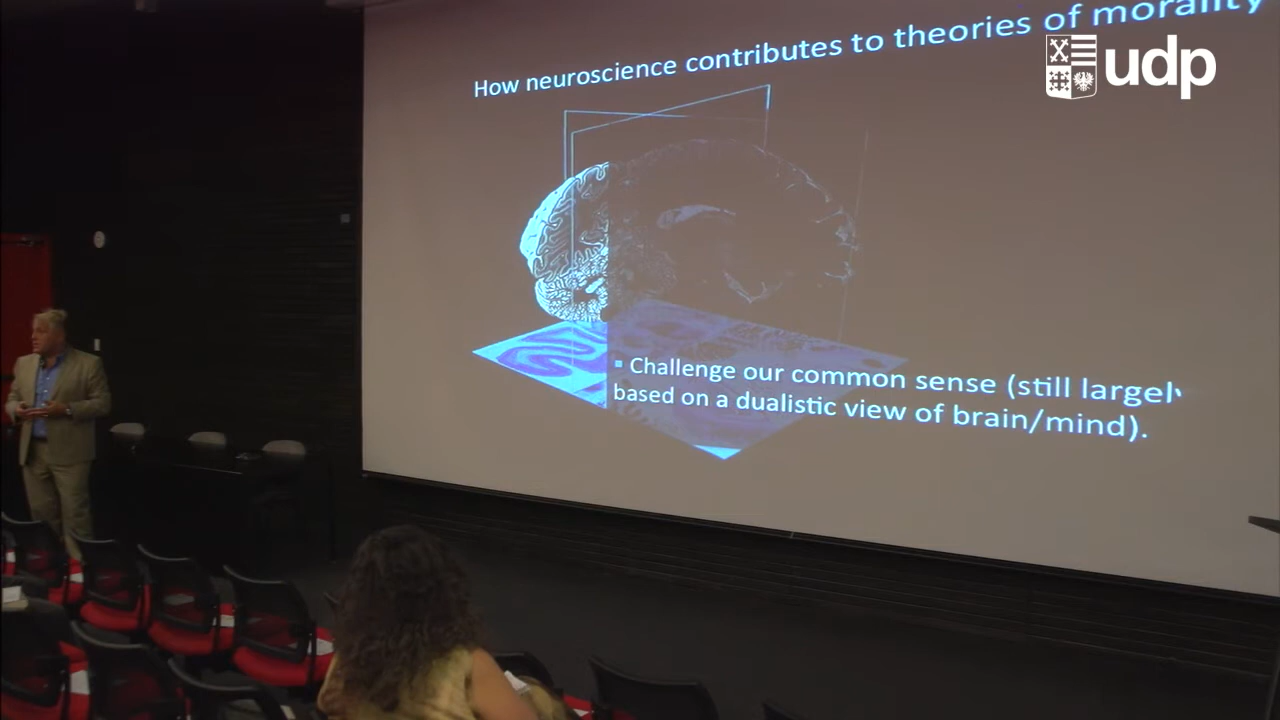 How neuroscience contributes to theories of morality
udp
▪ Challenge our common sense (still largely
based on a dualistic view of brain/mind).